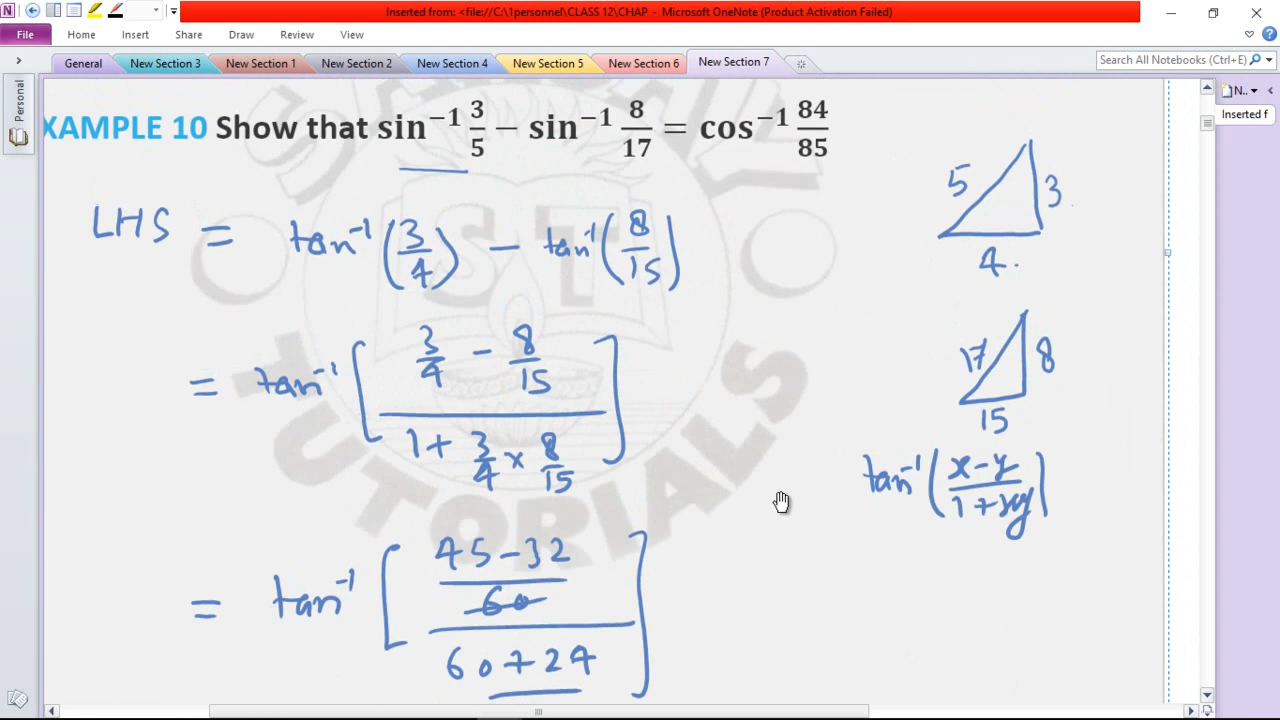 Inserted from: <file://C:\1personnel\CLASS 12\CHAP - Microsoft OneNote (Product Activation Failed)
File Home Insert Share Draw Review View
General New Section 3 New Section 1 New Section 2 New Section 4 New Section 5 New Section 6 New Section 7 Search All Notebooks (Ctrl+E)
N..
Personal
Inserted f
XAMPLE 10 Show that sin⁻¹ 3/5 − sin⁻¹ 8/17 = cos⁻¹ 84/85
5 3
4
LHS = tan⁻¹(3/4) − tan⁻¹(8/15)
= tan⁻¹[(3/4 − 8/15)/(1 + 3/4 × 8/15)]
17 8
15
tan⁻¹((x−y)/(1+xy))
= tan⁻¹[((45−32)/60)/(60+24)]
ST
TUTORIALS